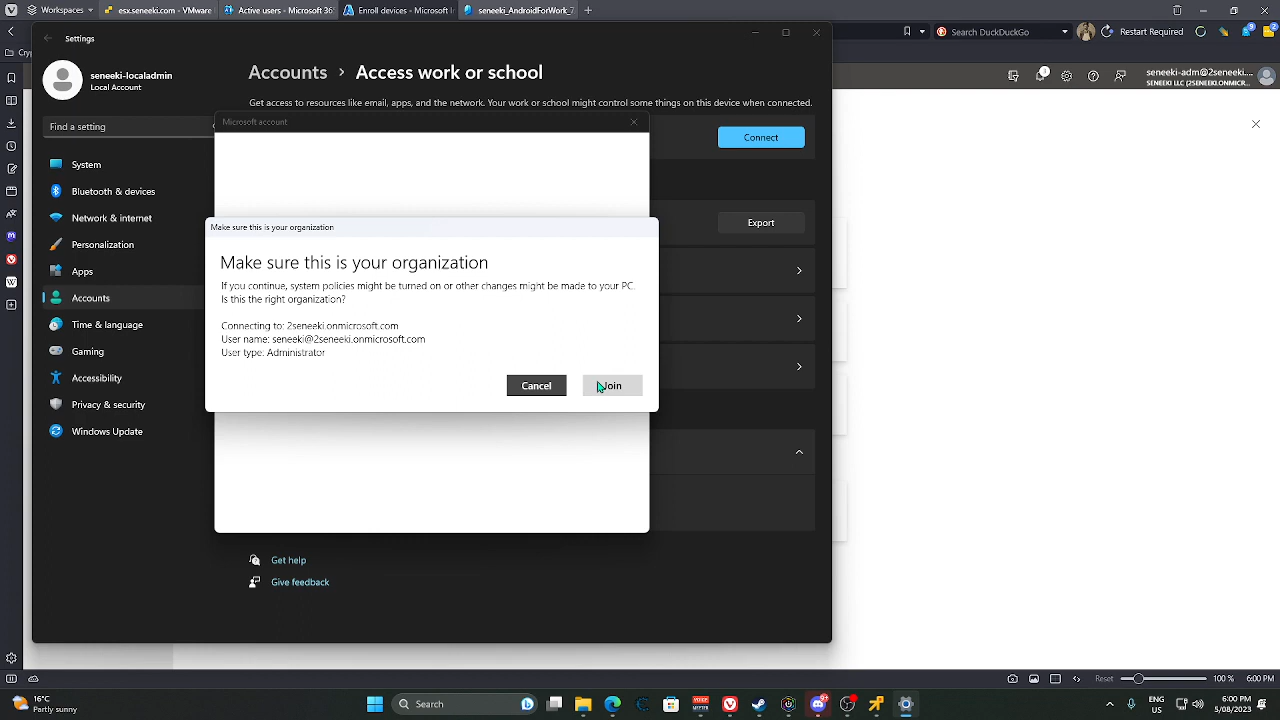 Workspaces
esx.seneeki.com - VMware
Active users - Microsoft 36
Enroll devices - Microsoft I
seneeki_AndroidForWork_7
Search DuckDuckGo
Restart Required
Settings
seneeki-localadmin
Local Account
Find a setting
System
Bluetooth & devices
Network & internet
Personalization
Apps
Accounts
Time & language
Gaming
Accessibility
Privacy & security
Windows Update
Accounts › Access work or school
Get access to resources like email, apps, and the network. Your work or school might control some things on this device when connected.
Connect
Export
Get help
Give feedback
Microsoft account
Make sure this is your organization
Make sure this is your organization
If you continue, system policies might be turned on or other changes might be made to your PC.
Is this the right organization?
Connecting to: 2seneeki.onmicrosoft.com
User name: seneeki@2seneeki.onmicrosoft.com
User type: Administrator
Cancel
Join
seneeki-adm@2seneeki....
SENEEKI LLC (2SENEEKI.ONMICR...
Reset
100 %
6:00 PM
16°C
Partly sunny
Search
ENG
US
6:00 PM
5/08/2023